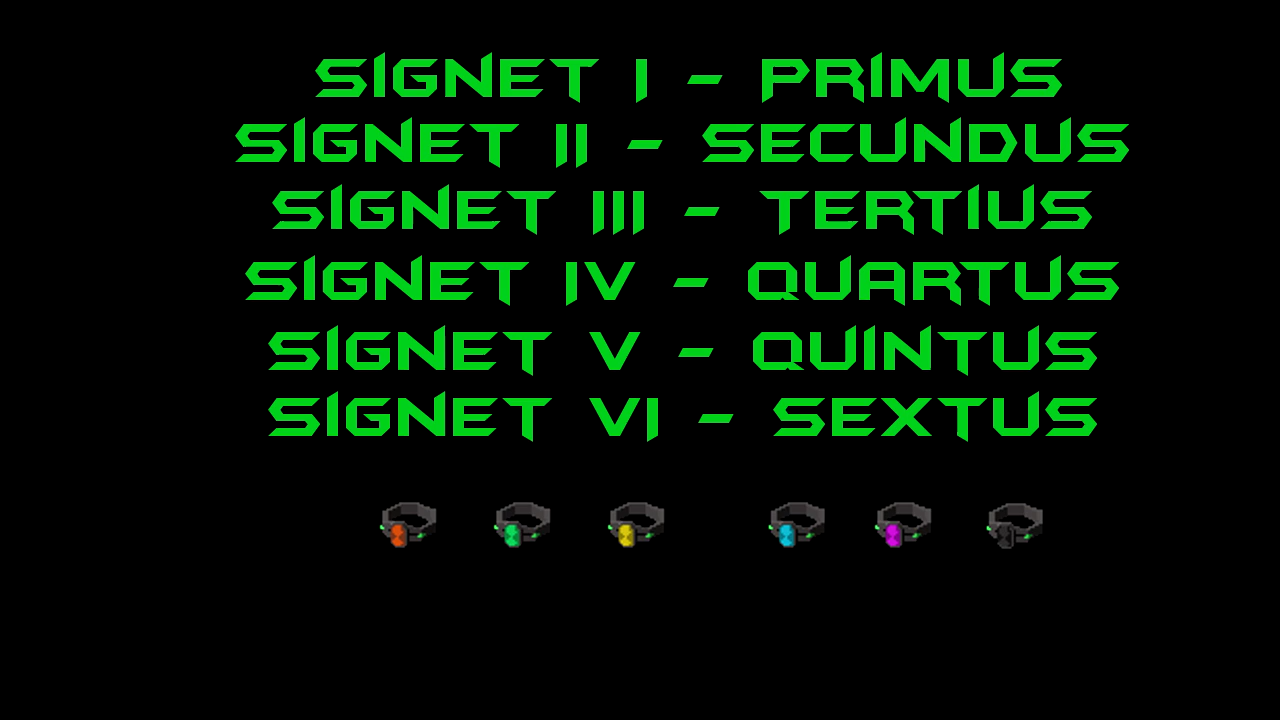 SIGNET I - PRIMUS
SIGNET II - SECUNDUS
SIGNET III - TERTIUS
SIGNET IV - QUARTUS
SIGNET V - QUINTUS
SIGNET VI - SEXTUS